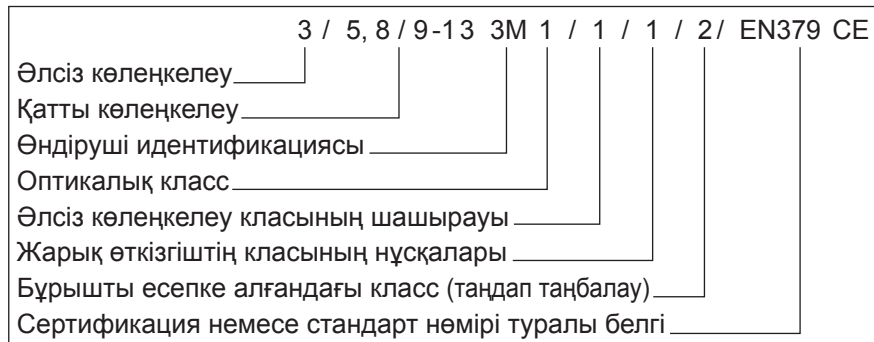 3 / 5, 8 / 9-13 3M 1 / 1 / 1 / 2/ EN379 CE
Әлсіз көлеңкелеу
Қатты көлеңкелеу
Өндіруші идентификациясы
Оптикалық класс
Әлсіз көлеңкелеу класының шашырауы
Жарық өткізгіштің класының нұсқалары
Бұрышты есепке алғандағы класс (таңдап таңбалау)
Сертификация немесе стандарт нөмірі туралы белгі